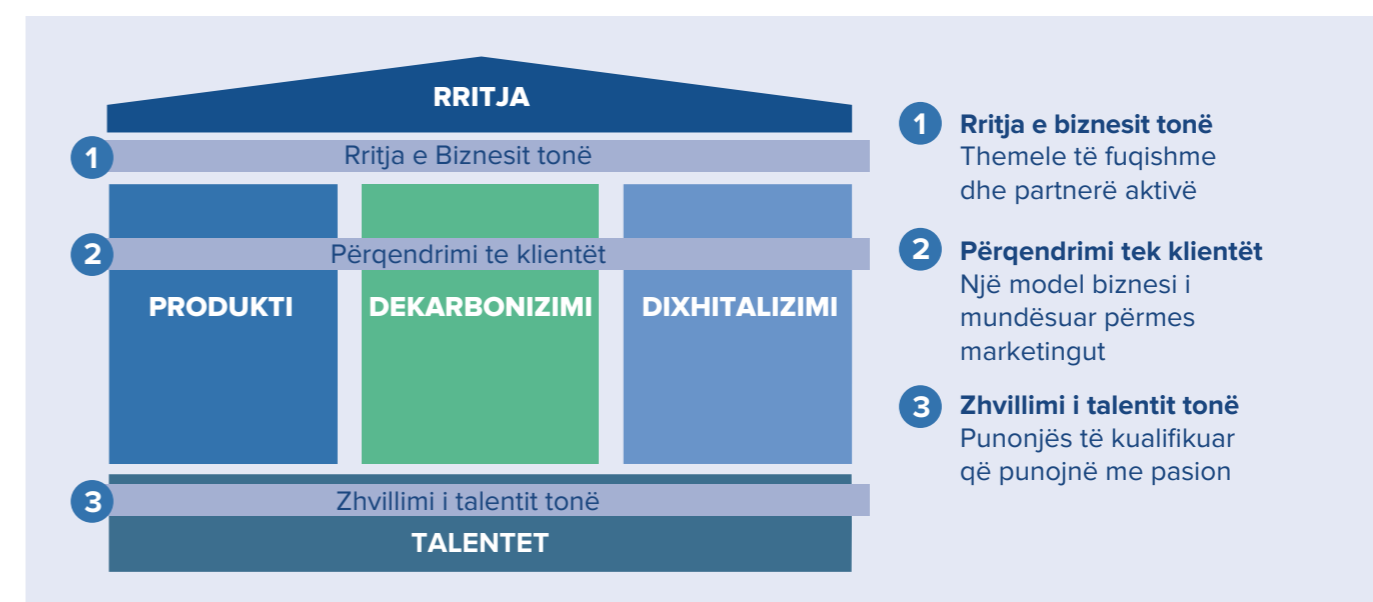 RRITJA
1
Rritja e Biznesit tonë
2
Përqendrimi te klientët
PRODUKTI
DEKARBONIZIMI
DIXHITALIZIMI
3
Zhvillimi i talentit tonë
TALENTET
1
Rritja e biznesit tonë
Themele të fuqishme
dhe partnerë aktivë
2
Përqendrimi tek klientët
Një model biznesi i
mundësuar përmes
marketingut
3
Zhvillimi i talentit tonë
Punonjës të kualifikuar
që punojnë me pasion